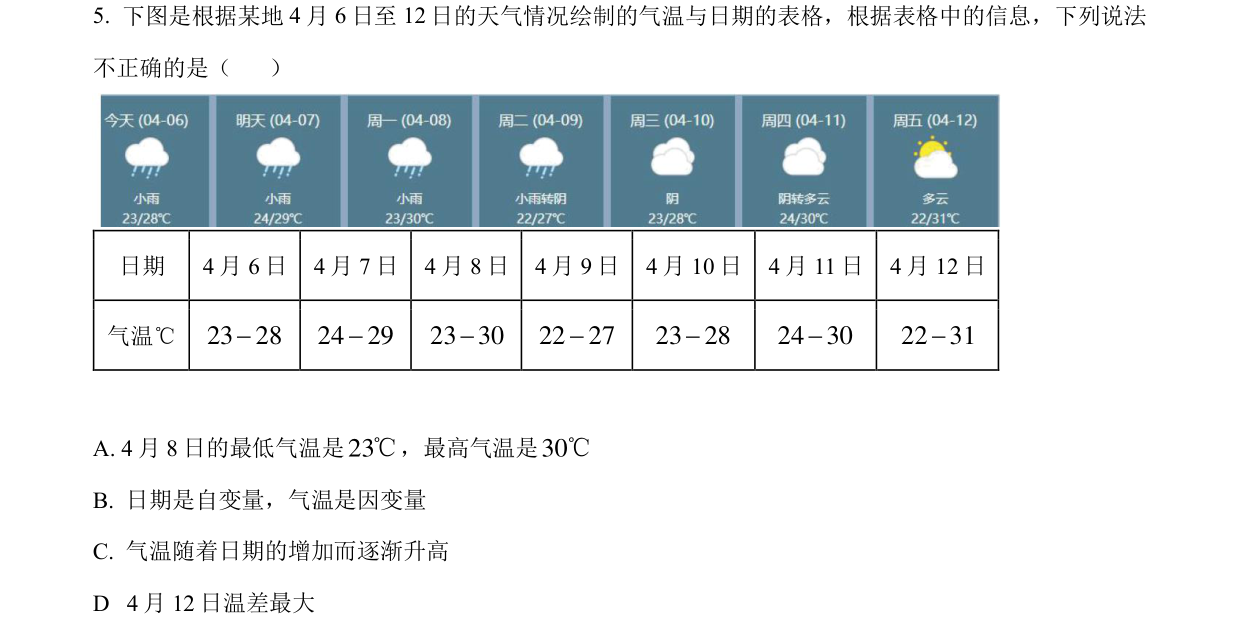 5. 下图是根据某地 4 月 6 日至 12 日的天气情况绘制的气温与日期的表格，根据表格中的信息，下列说法
不正确的是（　　）
今天 (04-06) 明天 (04-07) 周一 (04-08) 周二 (04-09) 周三 (04-10) 周四 (04-11) 周五 (04-12)
小雨 小雨 小雨 小雨转阴 阴 阴转多云 多云
23/28℃ 24/29℃ 23/30℃ 22/27℃ 23/28℃ 24/30℃ 22/31℃
日期 4 月 6 日 4 月 7 日 4 月 8 日 4 月 9 日 4 月 10 日 4 月 11 日 4 月 12 日
气温℃ 23－28 24－29 23－30 22－27 23－28 24－30 22－31
A. 4 月 8 日的最低气温是23℃，最高气温是30℃
B. 日期是自变量，气温是因变量
C. 气温随着日期的增加而逐渐升高
D 4 月 12 日温差最大